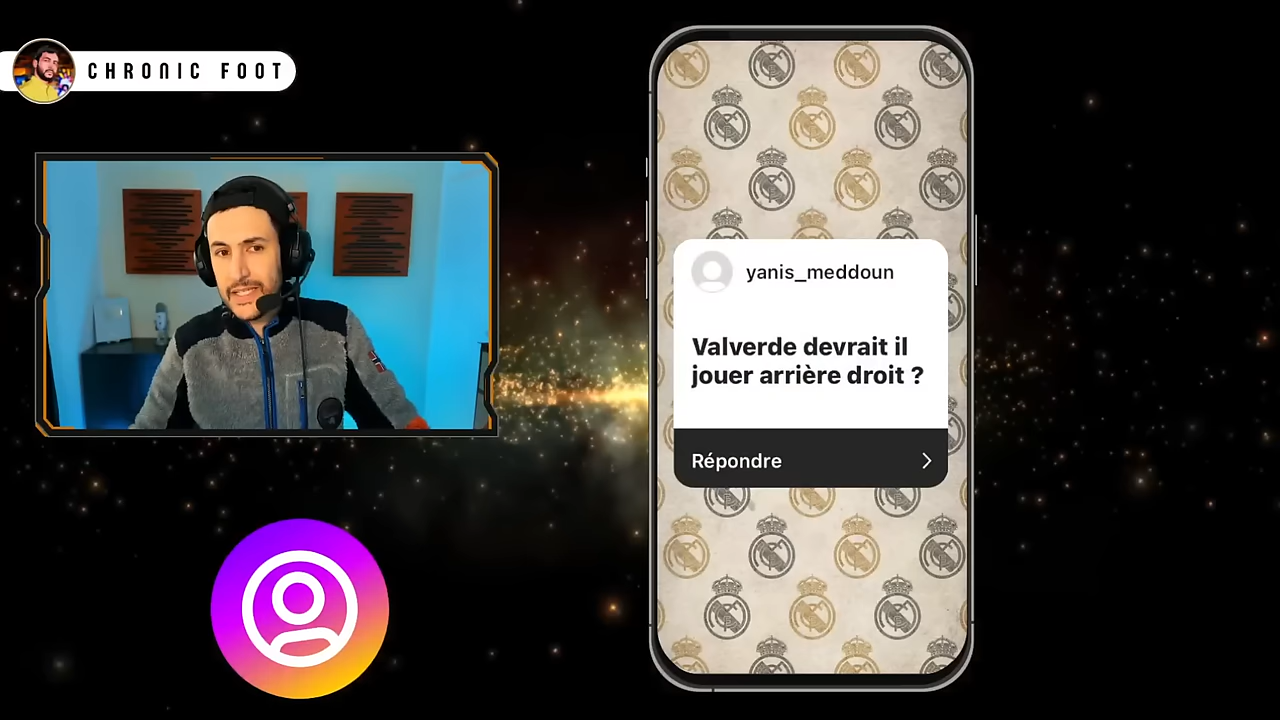 CHRONIC FOOT
yanis_meddoun
Valverde devrait il
jouer arrière droit ?
Répondre